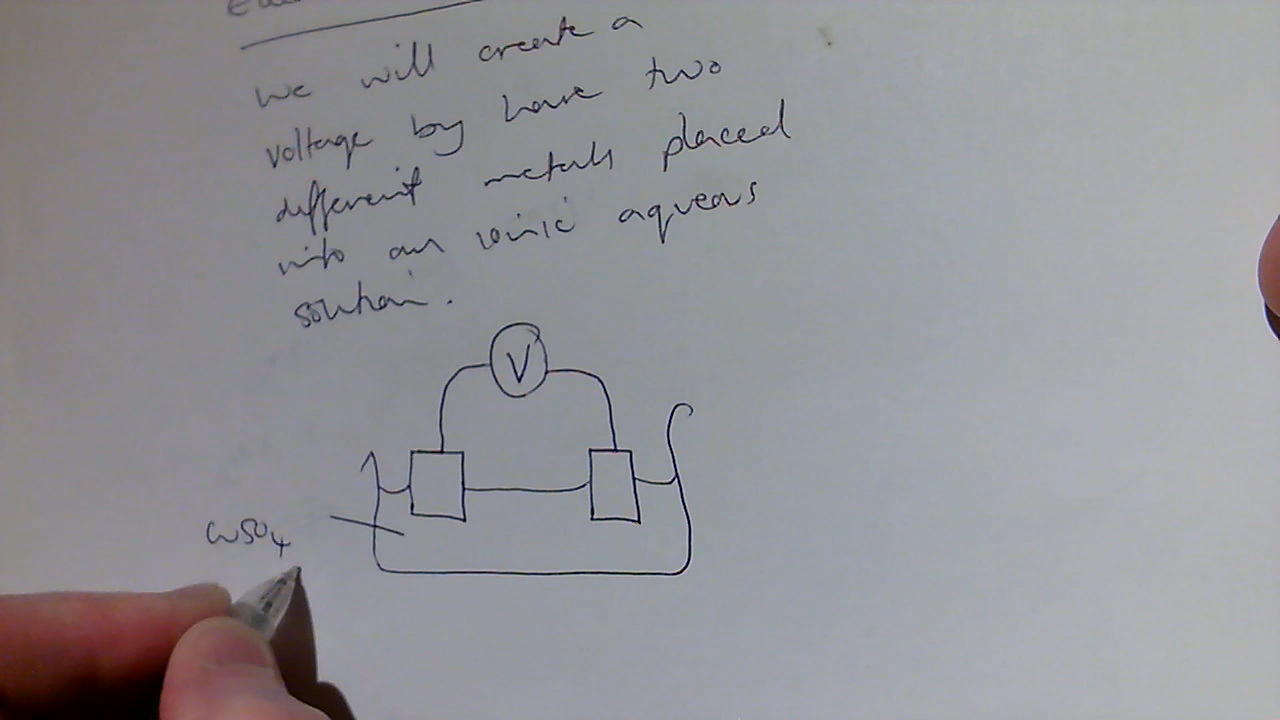 we will create a
voltage by have two
different metals placed
into an ionic aqueous
solution.
V
CuSO4